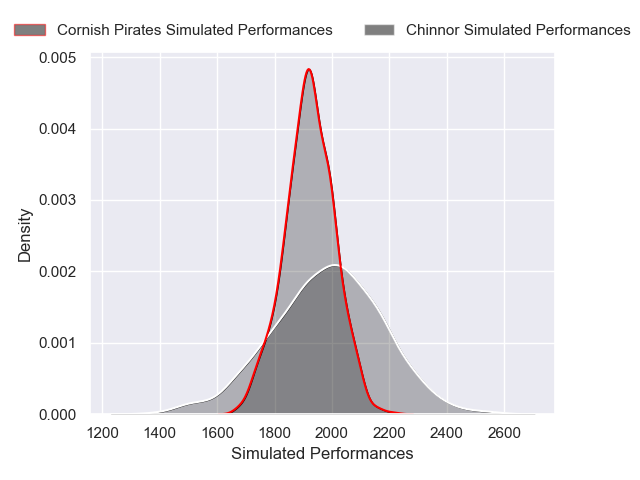 Cornish Pirates Simulated Performances Chinnor Simulated Performances
0.005
0.004
0.003
0.002
0.001
0.000
Density
1200 1400 1600 1800 2000 2200 2400 2600
Simulated Performances